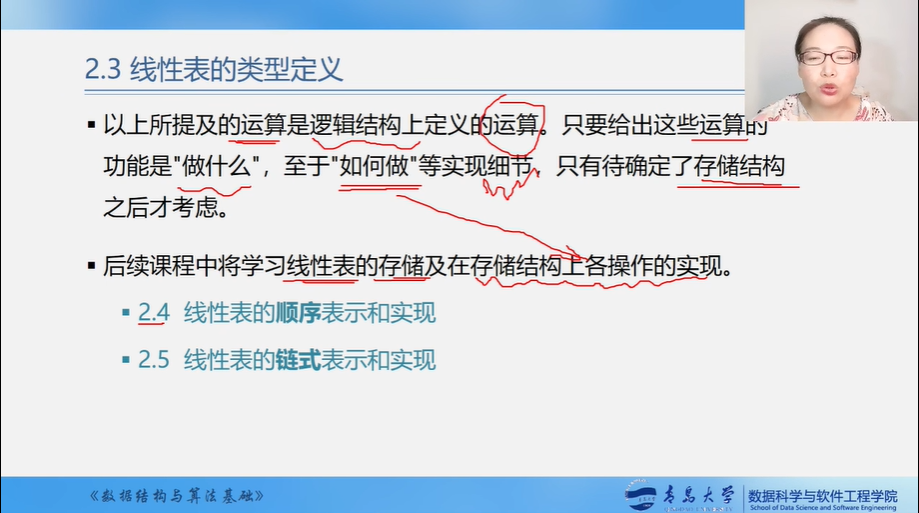 2.3 线性表的类型定义
▪ 以上所提及的运算是逻辑结构上定义的运算。只要给出这些运算的
功能是"做什么"，至于"如何做"等实现细节，只有待确定了存储结构
之后才考虑。
▪ 后续课程中将学习线性表的存储及在存储结构上各操作的实现。
▪ 2.4 线性表的顺序表示和实现
▪ 2.5 线性表的链式表示和实现
《数据结构与算法基础》
青岛大学
数据科学与软件工程学院
School of Data Science and Software Engineering